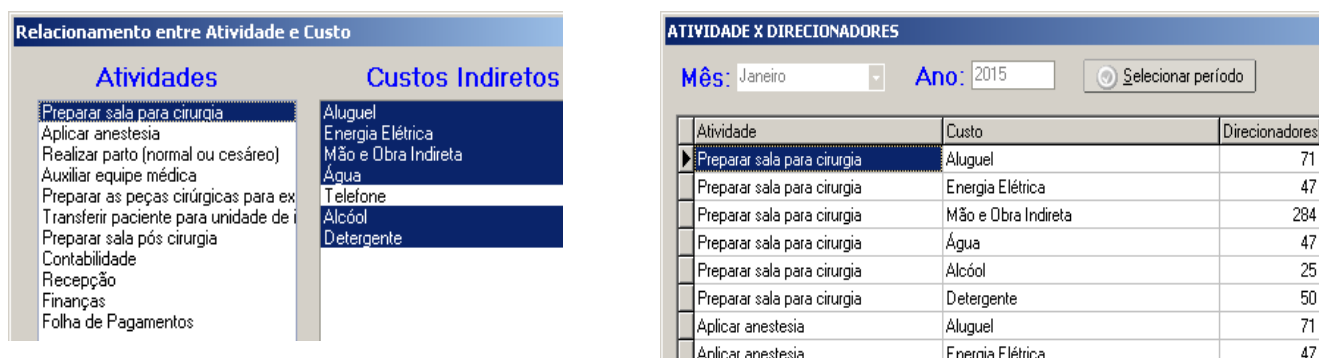 Relacionamento entre Atividade e Custo
Atividades
Custos Indiretos
Preparar sala para cirurgia
Aplicar anestesia
Realizar parto (normal ou cesáreo)
Auxiliar equipe médica
Preparar as peças cirúrgicas para ex
Transferir paciente para unidade de i
Preparar sala pós cirurgia
Contabilidade
Recepção
Finanças
Folha de Pagamentos
Aluguel
Energia Elétrica
Mão e Obra Indireta
Água
Telefone
Alcóol
Detergente
ATIVIDADE X DIRECIONADORES
Mês: Janeiro Ano: 2015 Selecionar período
Atividade Custo Direcionadores
Preparar sala para cirurgia Aluguel 71
Preparar sala para cirurgia Energia Elétrica 47
Preparar sala para cirurgia Mão e Obra Indireta 284
Preparar sala para cirurgia Água 47
Preparar sala para cirurgia Alcóol 25
Preparar sala para cirurgia Detergente 50
Aplicar anestesia Aluguel 71
Aplicar anestesia Energia Elétrica 47